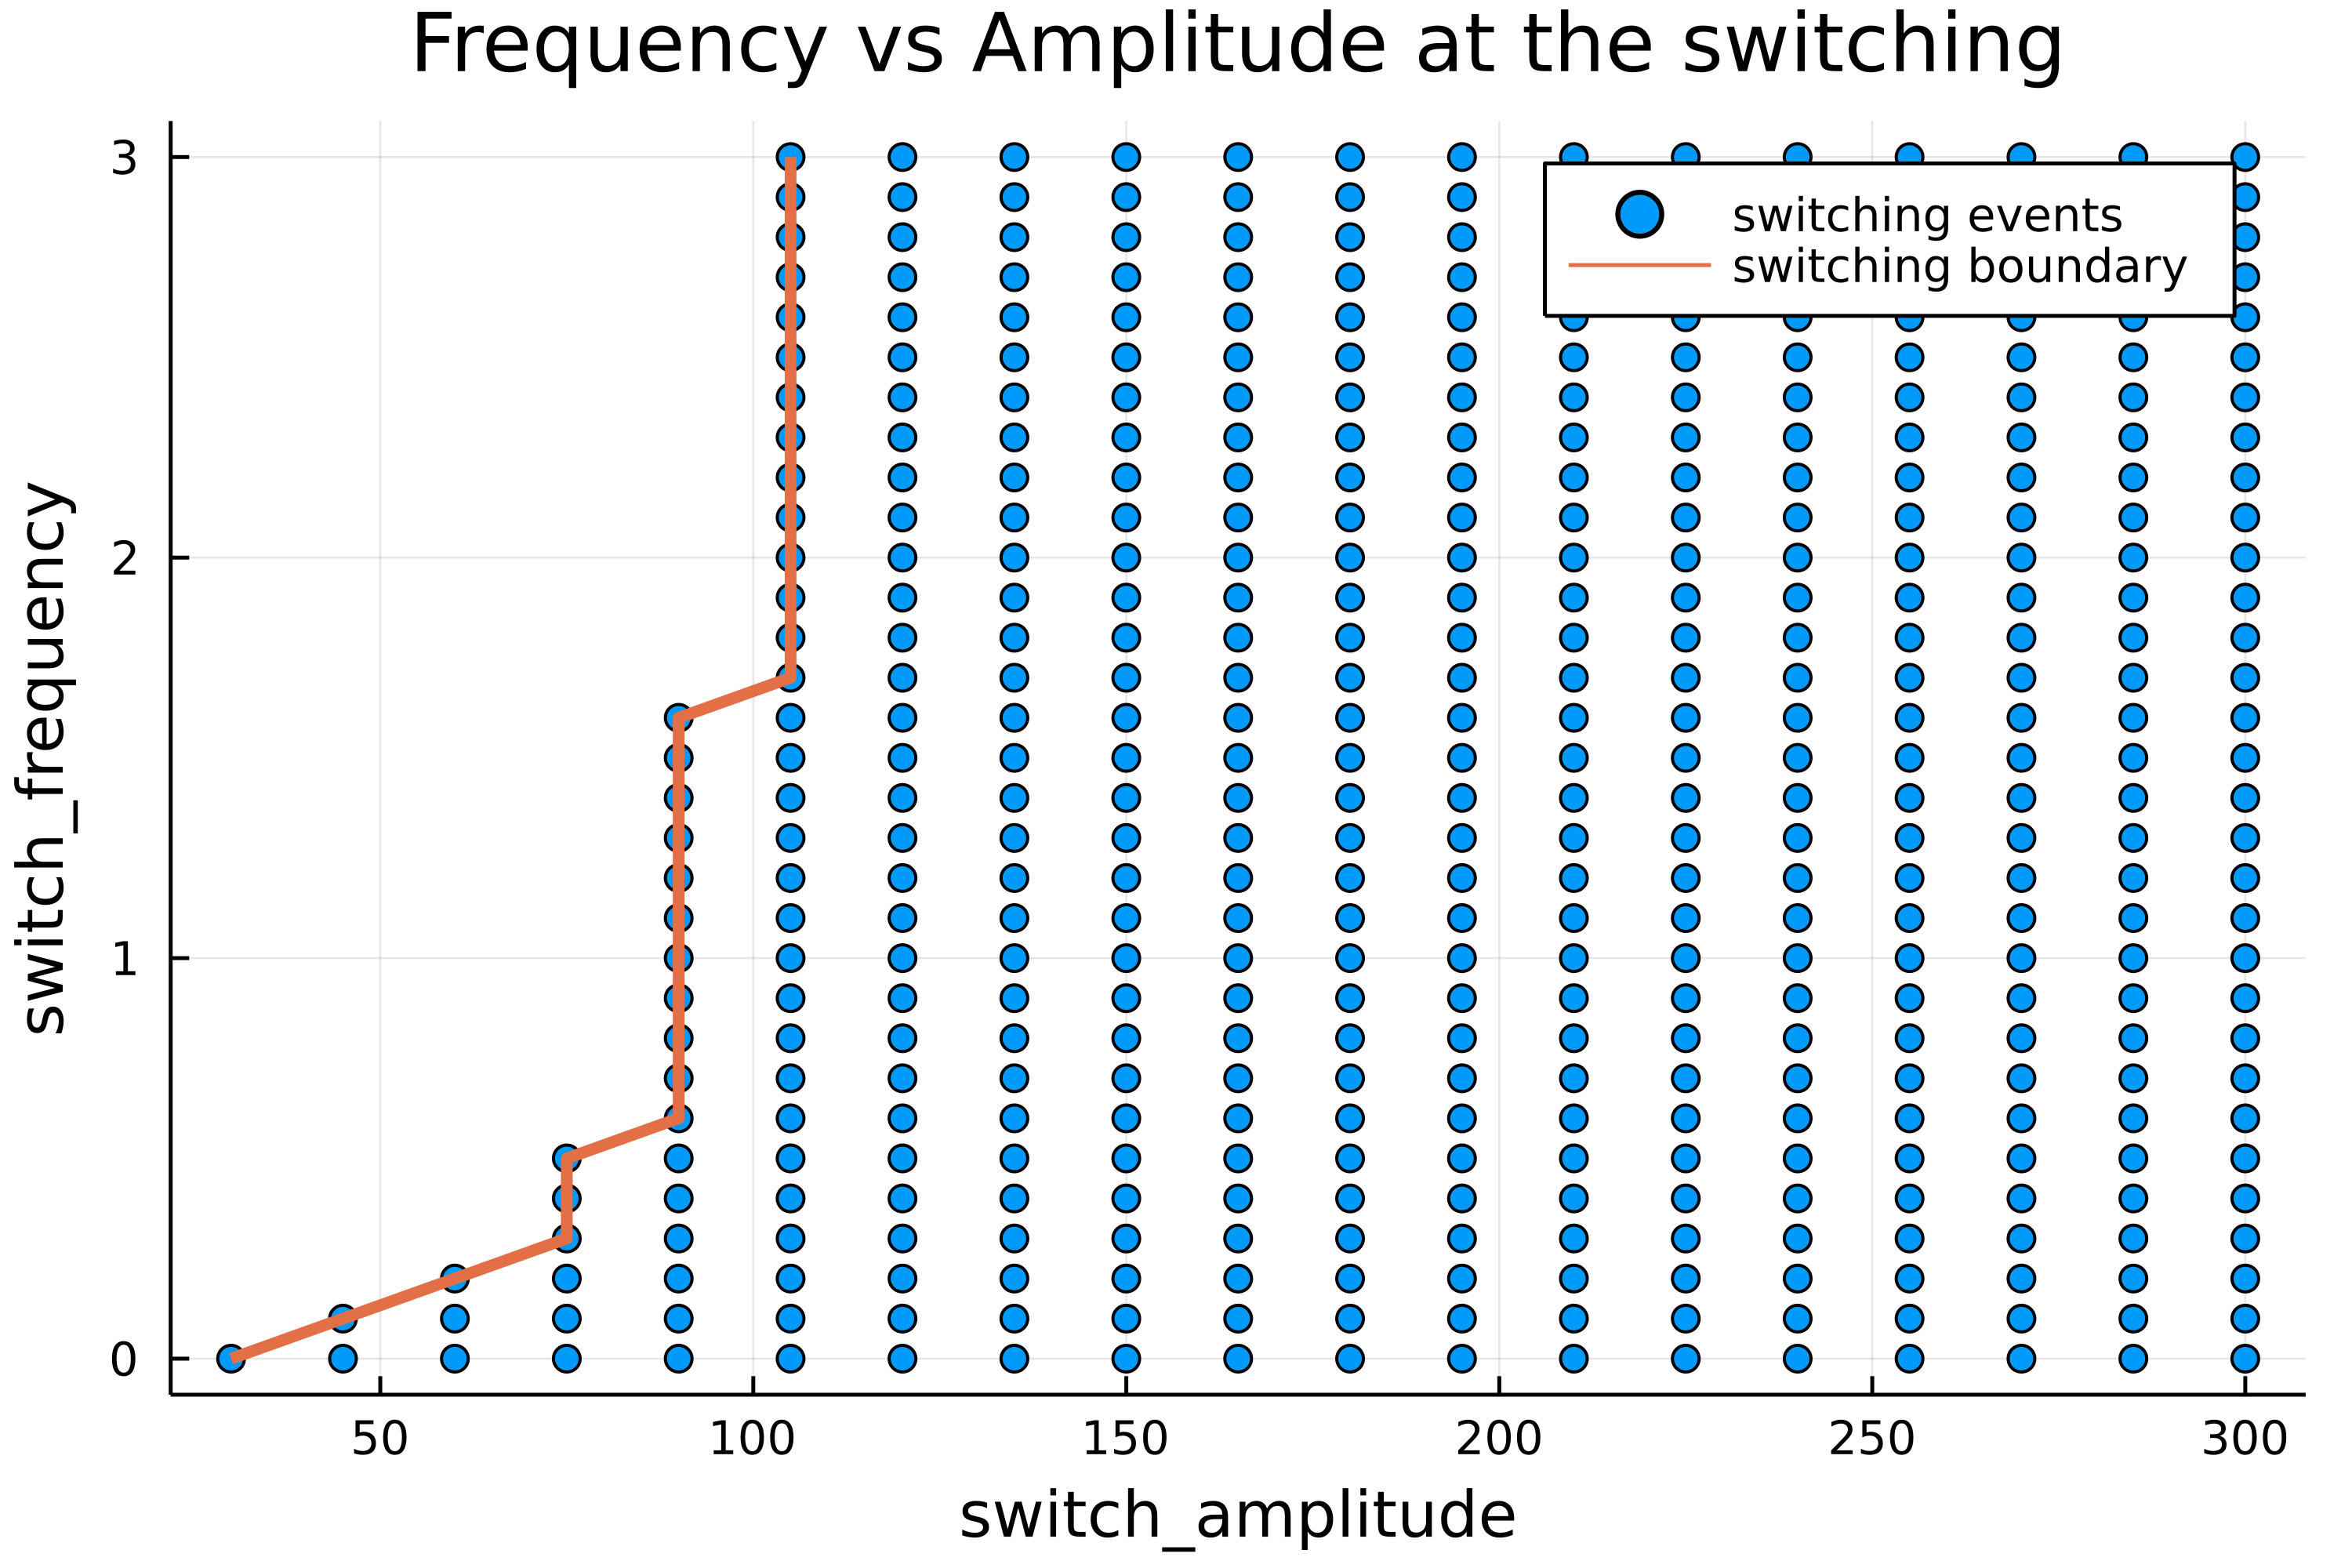 Frequency vs Amplitude at the switching
switching events
switching boundary
switch_frequency
3
2
1
0
50 100 150 200 250 300
switch_amplitude